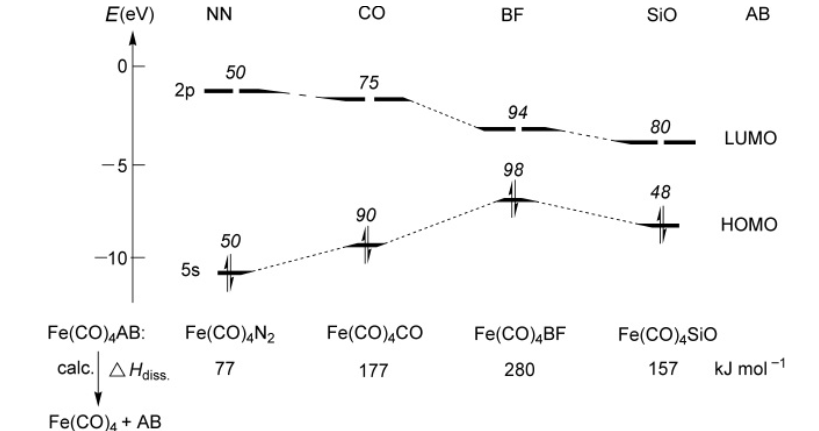 E(eV) NN CO BF SiO AB
0
2p 50 75 94 80 LUMO
−5
98 48
50 90 HOMO
−10 5s
Fe(CO)₄AB: Fe(CO)₄N₂ Fe(CO)₄CO Fe(CO)₄BF Fe(CO)₄SiO
calc. △H diss. 77 177 280 157 kJ mol⁻¹
Fe(CO)₄ + AB